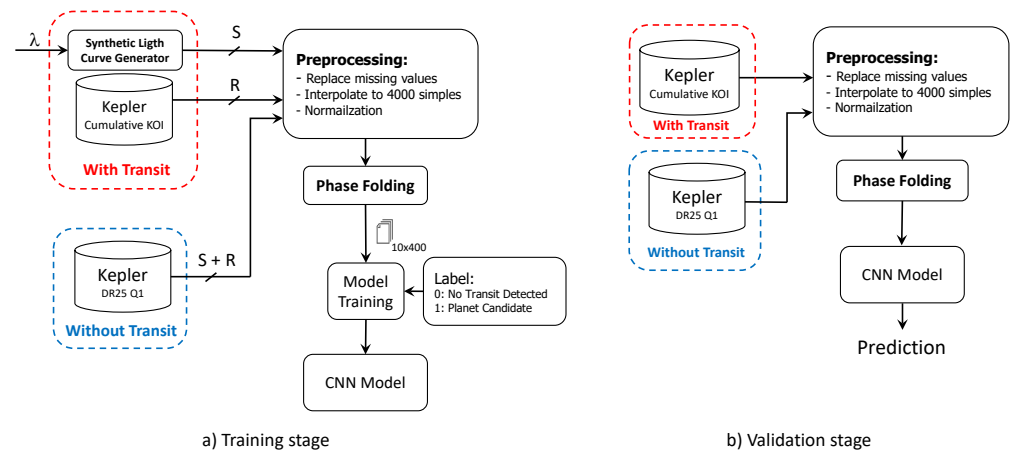 λ
Synthetic Ligth
Curve Generator
S
Kepler
Cumulative KOI
R
With Transit
Kepler
DR25 Q1
S + R
Without Transit
Preprocessing:
- Replace missing values
- Interpolate to 4000 simples
- Normailzation
Phase Folding
10x400
Model
Training
Label:
0: No Transit Detected
1: Planet Candidate
CNN Model
a) Training stage
Kepler
Cumulative KOI
With Transit
Kepler
DR25 Q1
Without Transit
Preprocessing:
- Replace missing values
- Interpolate to 4000 simples
- Normailzation
Phase Folding
CNN Model
Prediction
b) Validation stage